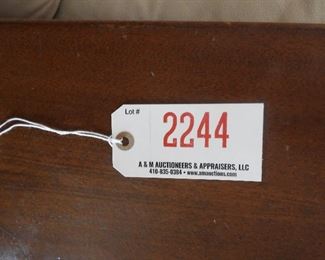 Lot #
2244
A & M AUCTIONEERS & APPRAISERS, LLC
410-835-0384 • www.amauctions.com